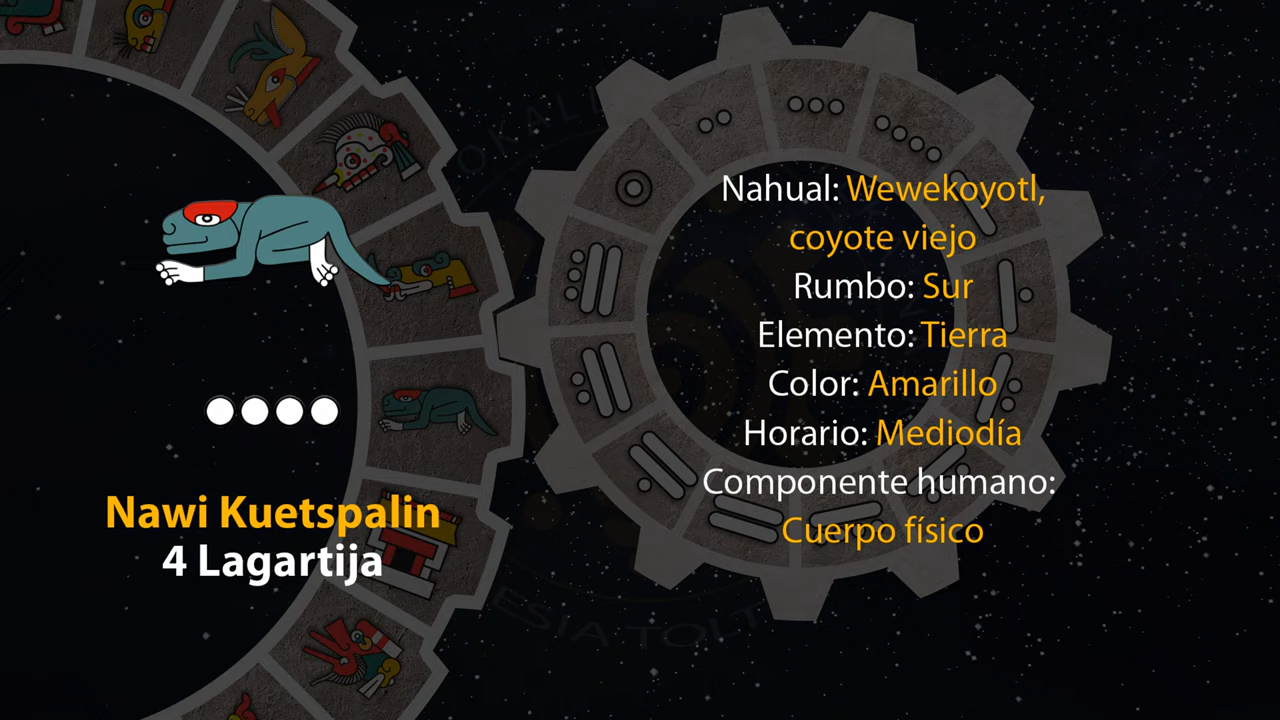 Nahual: Wewekoyotl,
coyote viejo
Rumbo: Sur
Elemento: Tierra
Color: Amarillo
Horario: Mediodía
Componente humano:
Cuerpo físico
Nawi Kuetspalin
4 Lagartija